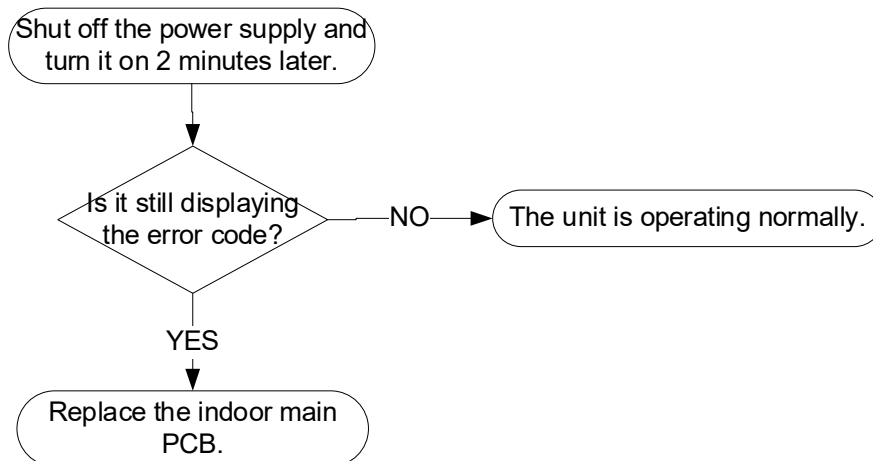 Shut off the power supply and
turn it on 2 minutes later.
Is it still displaying
the error code?
NO
The unit is operating normally.
YES
Replace the indoor main
PCB.